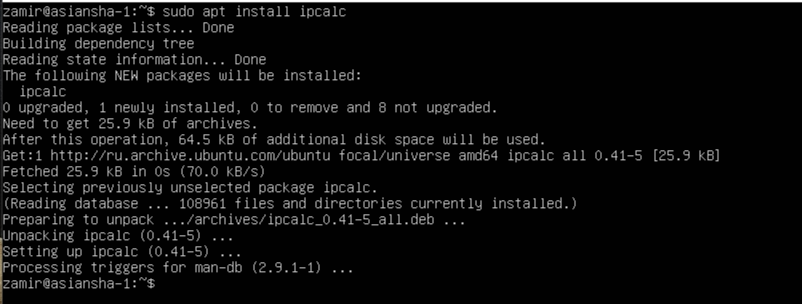 zamir@asiansha-1:~$ sudo apt install ipcalc
Reading package lists... Done
Building dependency tree
Reading state information... Done
The following NEW packages will be installed:
  ipcalc
0 upgraded, 1 newly installed, 0 to remove and 8 not upgraded.
Need to get 25.9 kB of archives.
After this operation, 64.5 kB of additional disk space will be used.
Get:1 http://ru.archive.ubuntu.com/ubuntu focal/universe amd64 ipcalc all 0.41-5 [25.9 kB]
Fetched 25.9 kB in 0s (70.0 kB/s)
Selecting previously unselected package ipcalc.
(Reading database ... 108961 files and directories currently installed.)
Preparing to unpack .../archives/ipcalc_0.41-5_all.deb ...
Unpacking ipcalc (0.41-5) ...
Setting up ipcalc (0.41-5) ...
Processing triggers for man-db (2.9.1-1) ...
zamir@asiansha-1:~$